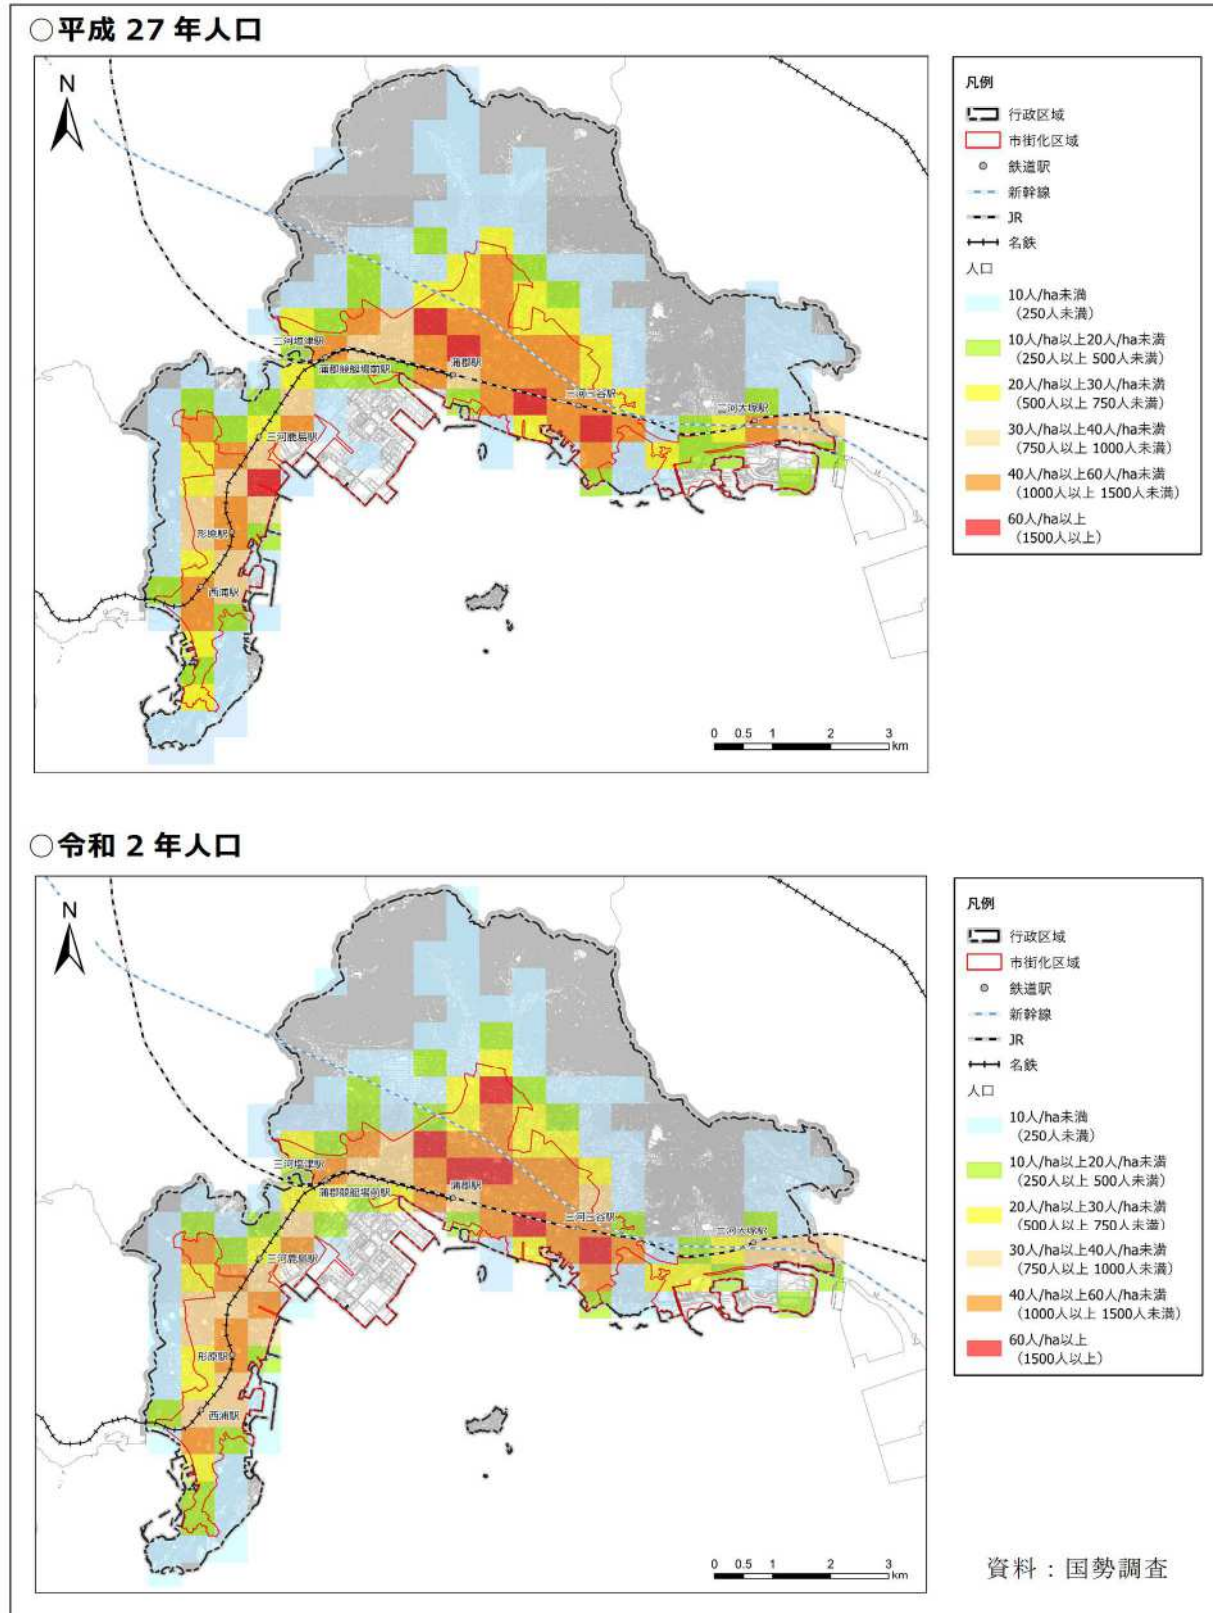 ○平成 27 年人口
N
三河塩津駅
蒲郡競艇場前駅
蒲郡駅
三河三谷駅
三河大塚駅
三河鹿島駅
形原駅
西浦駅
0 0.5 1 2 3
km
凡例
行政区域
市街化区域
鉄道駅
新幹線
JR
名鉄
人口
10人/ha未満
（250人未満）
10人/ha以上20人/ha未満
（250人以上 500人未満）
20人/ha以上30人/ha未満
（500人以上 750人未満）
30人/ha以上40人/ha未満
（750人以上 1000人未満）
40人/ha以上60人/ha未満
（1000人以上 1500人未満）
60人/ha以上
（1500人以上）
○令和 2 年人口
N
三河塩津駅
蒲郡競艇場前駅
蒲郡駅
三河三谷駅
三河大塚駅
三河鹿島駅
形原駅
西浦駅
0 0.5 1 2 3
km
凡例
行政区域
市街化区域
鉄道駅
新幹線
JR
名鉄
人口
10人/ha未満
（250人未満）
10人/ha以上20人/ha未満
（250人以上 500人未満）
20人/ha以上30人/ha未満
（500人以上 750人未満）
30人/ha以上40人/ha未満
（750人以上 1000人未満）
40人/ha以上60人/ha未満
（1000人以上 1500人未満）
60人/ha以上
（1500人以上）
資料：国勢調査